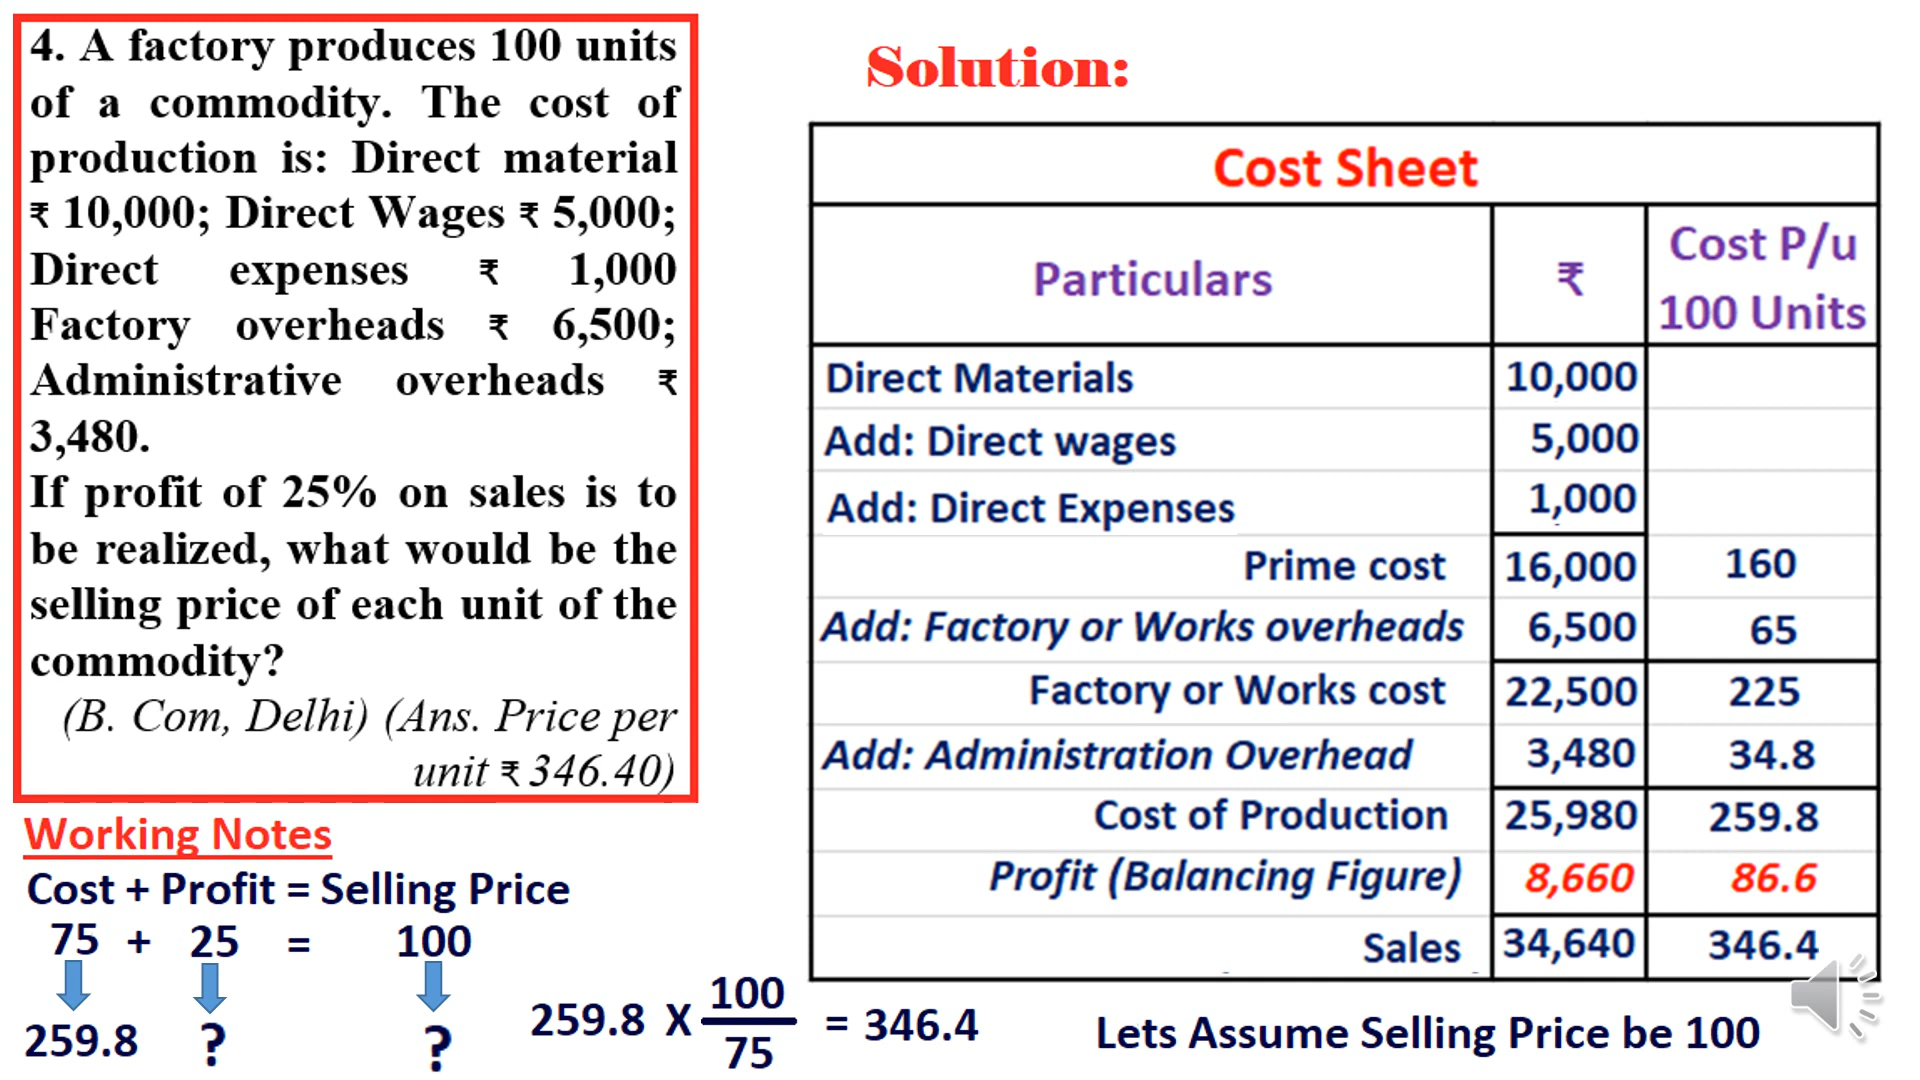 4. A factory produces 100 units
of a commodity. The cost of
production is: Direct material
₹ 10,000; Direct Wages ₹ 5,000;
Direct expenses ₹ 1,000
Factory overheads ₹ 6,500;
Administrative overheads ₹
3,480.
If profit of 25% on sales is to
be realized, what would be the
selling price of each unit of the
commodity?
(B. Com, Delhi) (Ans. Price per
unit ₹ 346.40)
Working Notes
Cost + Profit = Selling Price
75 + 25 = 100
259.8 ? ?
259.8 X 100/75 = 346.4
Solution:
Cost Sheet
Particulars ₹ Cost P/u 100 Units
Direct Materials 10,000
Add: Direct wages 5,000
Add: Direct Expenses 1,000
Prime cost 16,000 160
Add: Factory or Works overheads 6,500 65
Factory or Works cost 22,500 225
Add: Administration Overhead 3,480 34.8
Cost of Production 25,980 259.8
Profit (Balancing Figure) 8,660 86.6
Sales 34,640 346.4
Lets Assume Selling Price be 100